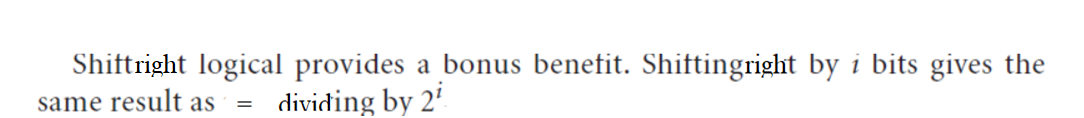 Shiftright logical provides a bonus benefit. Shiftingright by i bits gives the
same result as = dividing by 2^i